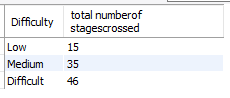 Difficulty total numberof
stagescrossed
Low 15
Medium 35
Difficult 46